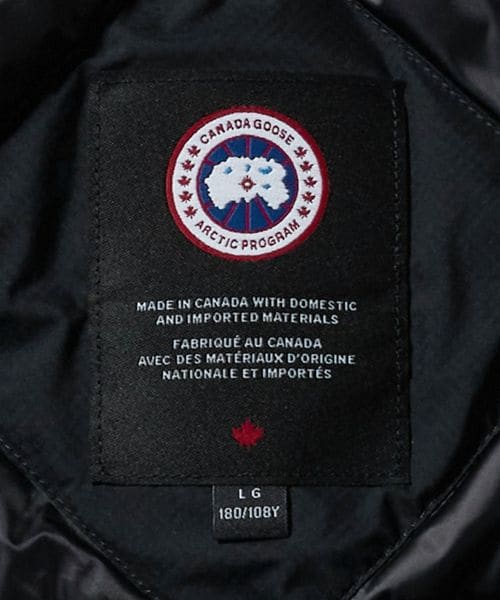 CANADA GOOSE
ARCTIC PROGRAM
MADE IN CANADA WITH DOMESTIC
AND IMPORTED MATERIALS
FABRIQUÉ AU CANADA
AVEC DES MATÉRIAUX D'ORIGINE
NATIONALE ET IMPORTÉS
LG
180/108Y